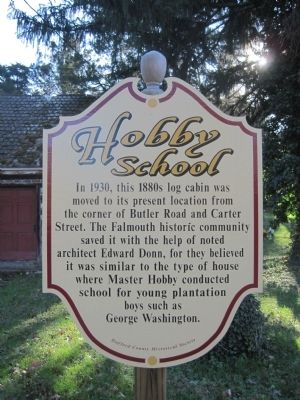 Hobby
School
In 1930, this 1880s log cabin was
moved to its present location from
the corner of Butler Road and Carter
Street. The Falmouth historic community
saved it with the help of noted
architect Edward Donn, for they believed
it was similar to the type of house
where Master Hobby conducted
school for young plantation
boys such as
George Washington.
Stafford County Historical Society